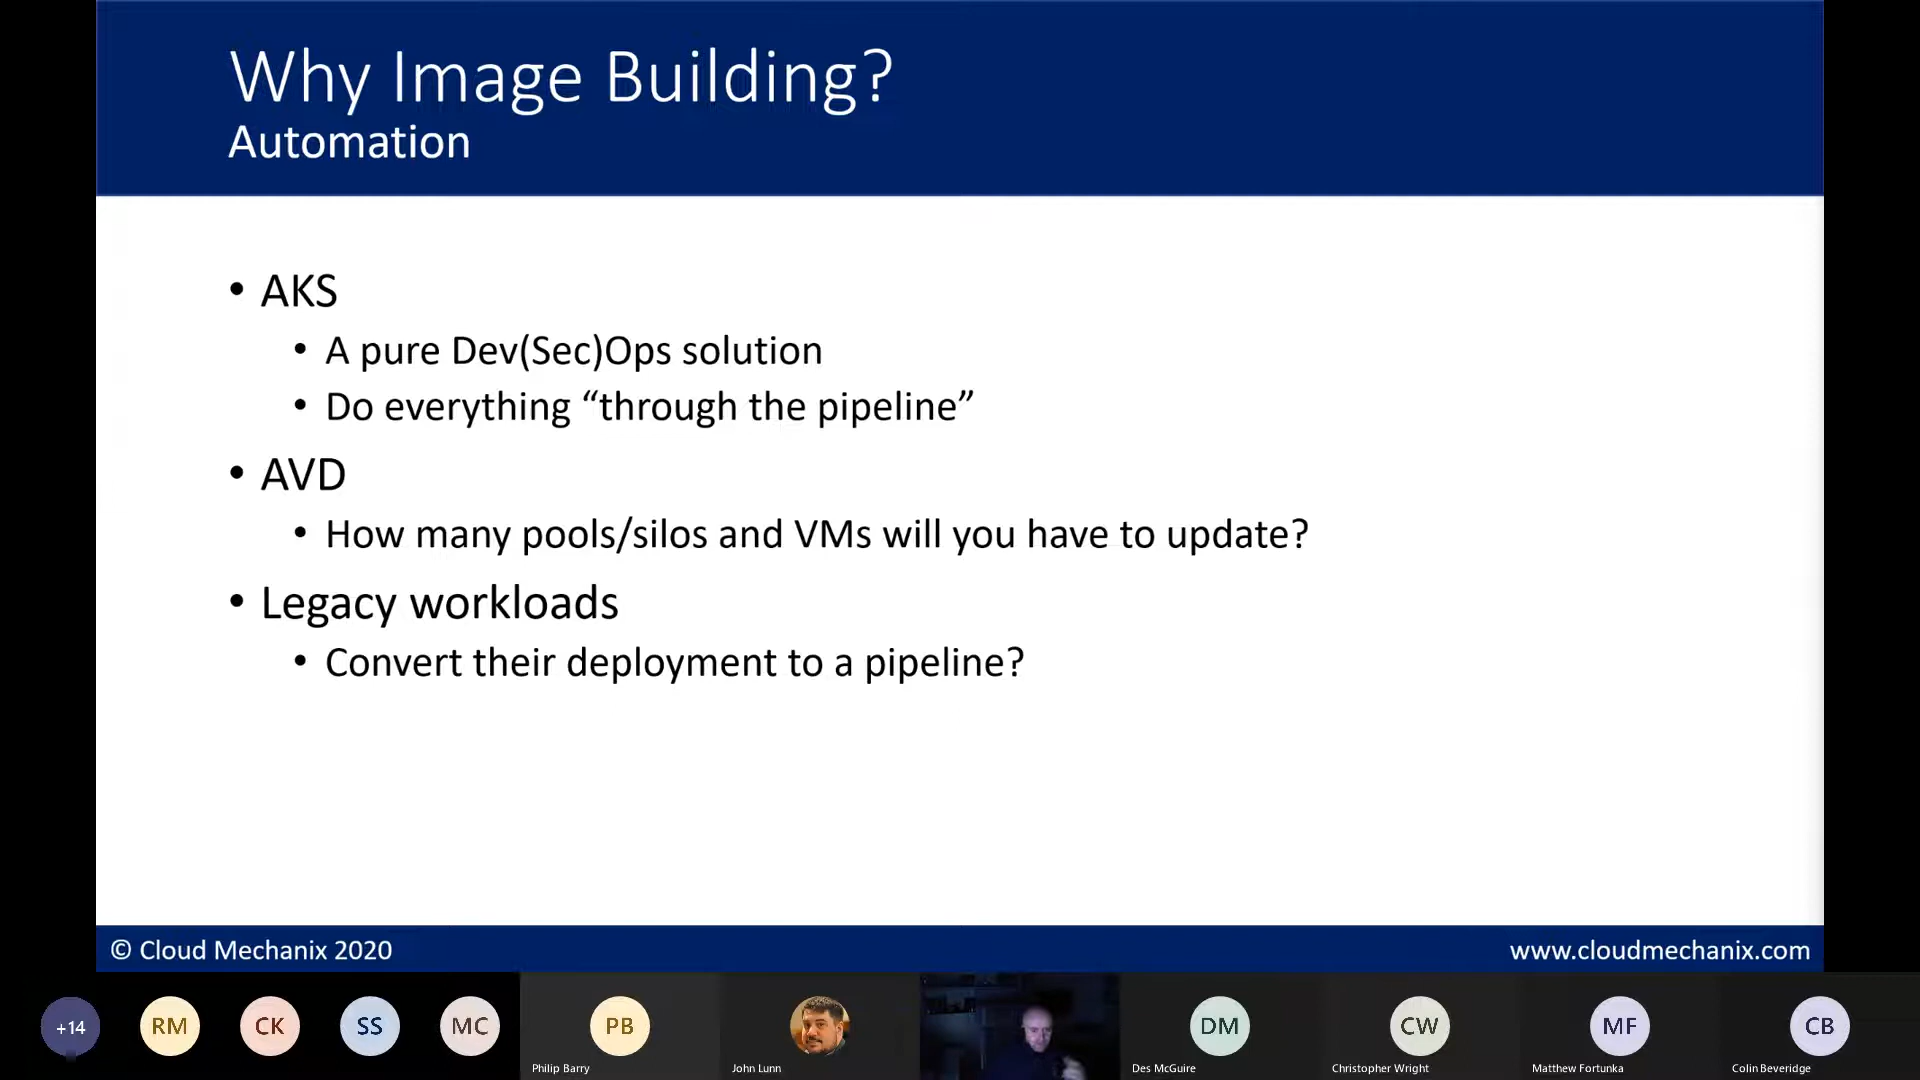 Why Image Building?
Automation
• AKS
• A pure Dev(Sec)Ops solution
• Do everything “through the pipeline”
• AVD
• How many pools/silos and VMs will you have to update?
• Legacy workloads
• Convert their deployment to a pipeline?
© Cloud Mechanix 2020
www.cloudmechanix.com
+14
RM
CK
SS
MC
PB
DM
CW
MF
CB
Philip Barry
John Lunn
Des McGuire
Christopher Wright
Matthew Fortunka
Colin Beveridge